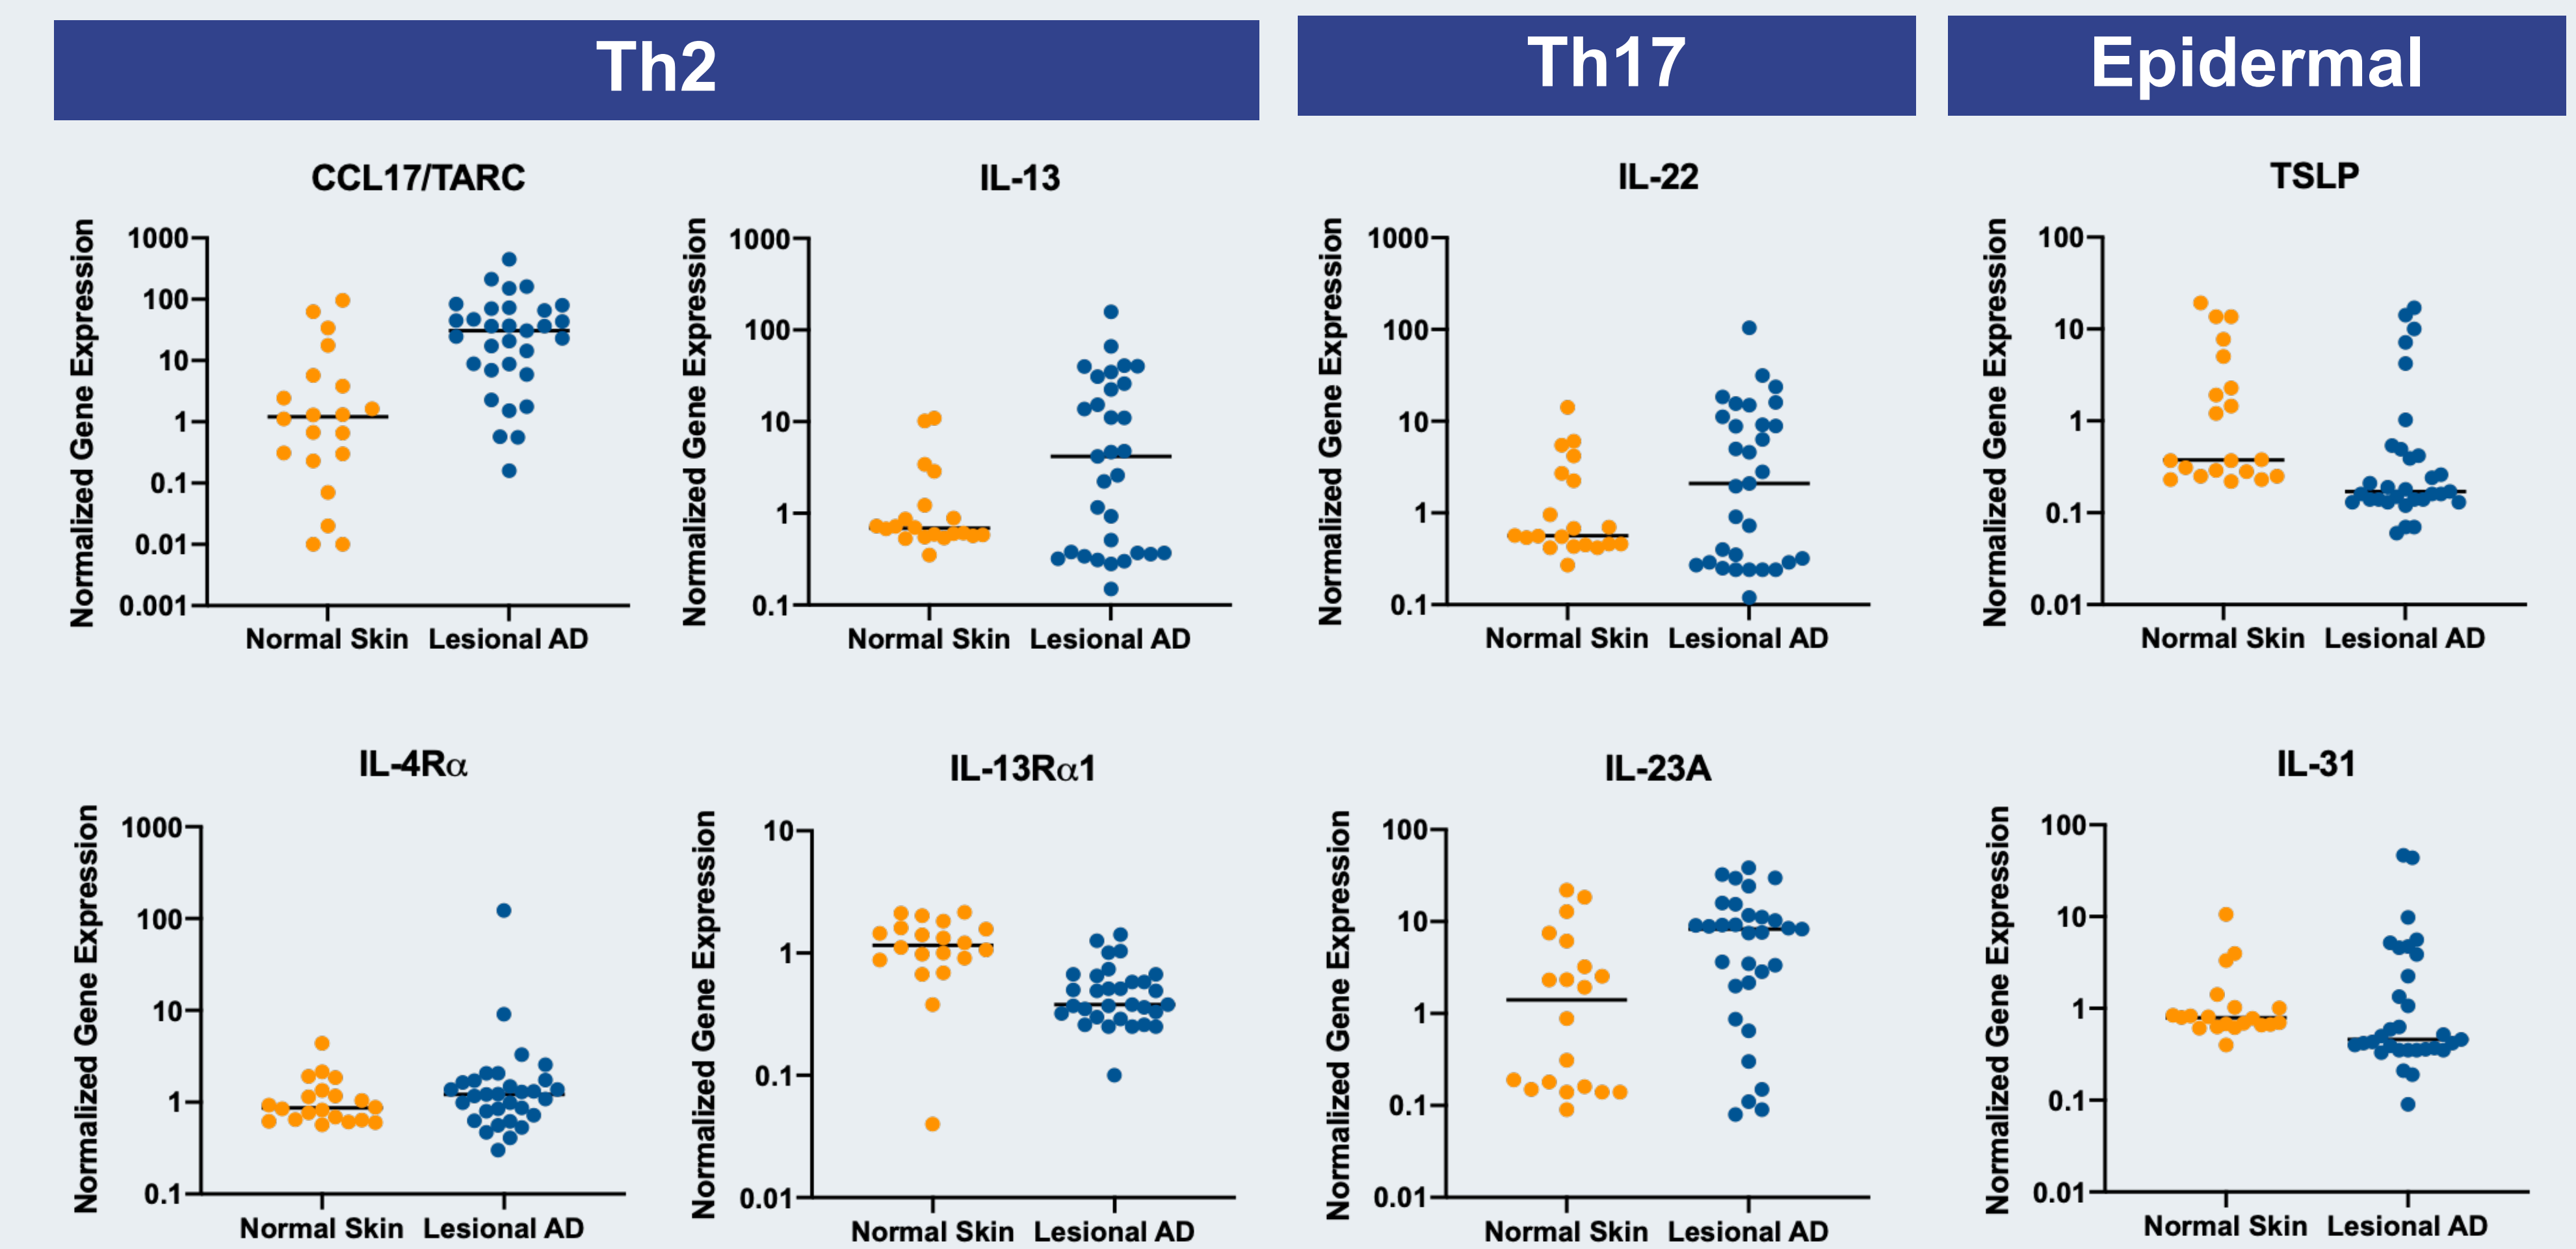 Th2
Th17
Epidermal
CCL17/TARC
Normalized Gene Expression
1000
100
10
1
0.1
0.01
0.001
Normal Skin
Lesional AD
IL-13
Normalized Gene Expression
1000
100
10
1
0.1
Normal Skin
Lesional AD
IL-22
Normalized Gene Expression
1000
100
10
1
0.1
Normal Skin
Lesional AD
TSLP
Normalized Gene Expression
100
10
1
0.1
0.01
Normal Skin
Lesional AD
IL-4Rα
Normalized Gene Expression
1000
100
10
1
0.1
Normal Skin
Lesional AD
IL-13Rα1
Normalized Gene Expression
10
1
0.1
0.01
Normal Skin
Lesional AD
IL-23A
Normalized Gene Expression
100
10
1
0.1
0.01
Normal Skin
Lesional AD
IL-31
Normalized Gene Expression
100
10
1
0.1
0.01
Normal Skin
Lesional AD